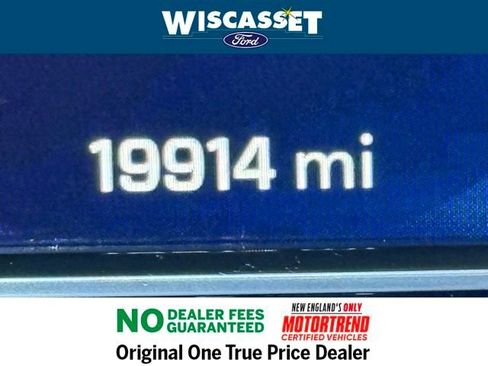 WISCASSET
Ford
19914 mi
NO DEALER FEES GUARANTEED
NEW ENGLAND'S ONLY
MOTORTREND
CERTIFIED VEHICLES
Original One True Price Dealer